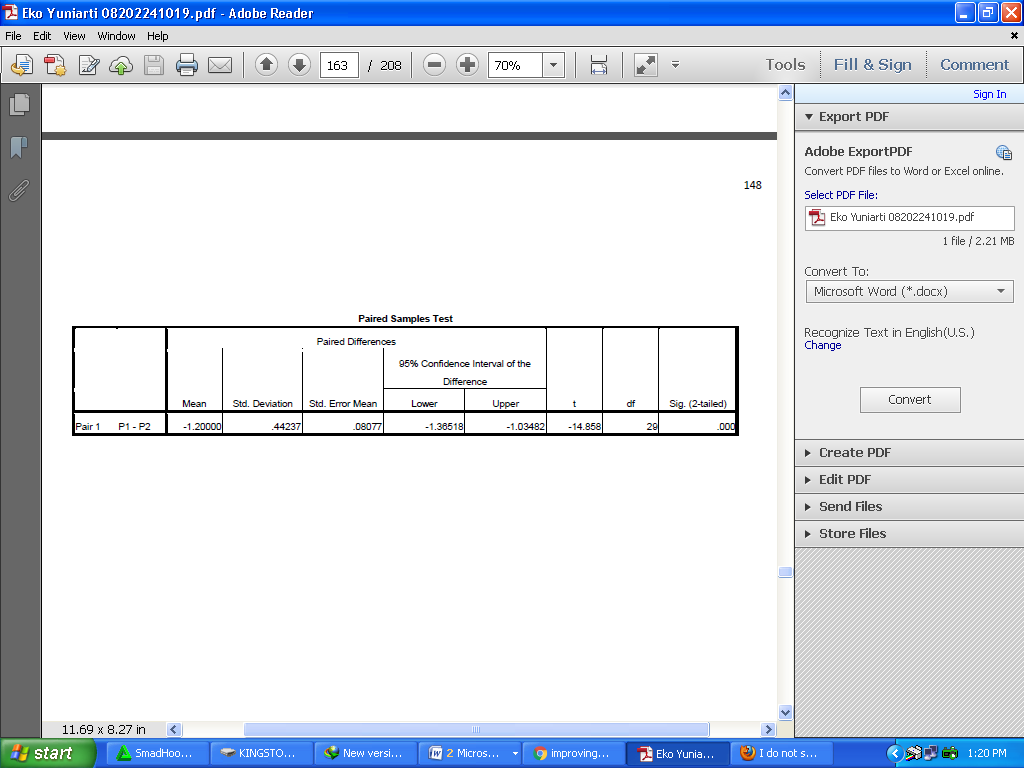 Eko Yuniarti 08202241019.pdf - Adobe Reader
File Edit View Window Help
163 / 208 70% Tools Fill & Sign Comment
Sign In
Export PDF
Adobe ExportPDF
Convert PDF files to Word or Excel online.
Select PDF File:
Eko Yuniarti 08202241019.pdf
1 file / 2.21 MB
Convert To:
Microsoft Word (*.docx)
Recognize Text in English(U.S.)
Change
Convert
Create PDF
Edit PDF
Send Files
Store Files
148
Paired Samples Test
Paired Differences
95% Confidence Interval of the
Difference
Mean Std. Deviation Std. Error Mean Lower Upper t df Sig. (2-tailed)
Pair 1 P1 - P2 -1.20000 .44237 .08077 -1.36518 -1.03482 -14.858 29 .000
11.69 x 8.27 in
start SmadHoo... KINGSTO... New versi... 2 Micros... improving... Eko Yunia... I do not s... 1:20 PM